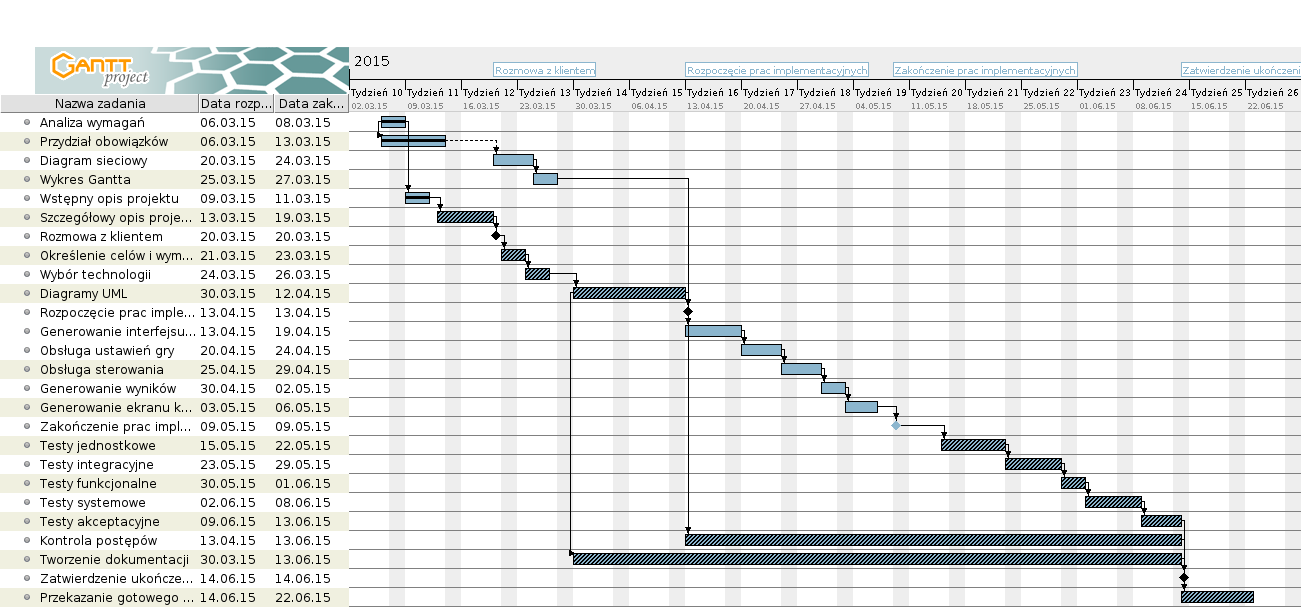 GANTT
project
2015
Rozmowa z klientem
Rozpoczęcie prac implementacyjnych
Zakończenie prac implementacyjnych
Zatwierdzenie ukończeni
Tydzień 10 Tydzień 11 Tydzień 12 Tydzień 13 Tydzień 14 Tydzień 15 Tydzień 16 Tydzień 17 Tydzień 18 Tydzień 19 Tydzień 20 Tydzień 21 Tydzień 22 Tydzień 23 Tydzień 24 Tydzień 25 Tydzień 26
02.03.15 09.03.15 16.03.15 23.03.15 30.03.15 06.04.15 13.04.15 20.04.15 27.04.15 04.05.15 11.05.15 18.05.15 25.05.15 01.06.15 08.06.15 15.06.15 22.06.15
Nazwa zadania Data rozp... Data zak...
Analiza wymagań 06.03.15 08.03.15
Przydział obowiązków 06.03.15 13.03.15
Diagram sieciowy 20.03.15 24.03.15
Wykres Gantta 25.03.15 27.03.15
Wstępny opis projektu 09.03.15 11.03.15
Szczegółowy opis proje... 13.03.15 19.03.15
Rozmowa z klientem 20.03.15 20.03.15
Określenie celów i wym... 21.03.15 23.03.15
Wybór technologii 24.03.15 26.03.15
Diagramy UML 30.03.15 12.04.15
Rozpoczęcie prac imple... 13.04.15 13.04.15
Generowanie interfejsu... 13.04.15 19.04.15
Obsługa ustawień gry 20.04.15 24.04.15
Obsługa sterowania 25.04.15 29.04.15
Generowanie wyników 30.04.15 02.05.15
Generowanie ekranu k... 03.05.15 06.05.15
Zakończenie prac impl... 09.05.15 09.05.15
Testy jednostkowe 15.05.15 22.05.15
Testy integracyjne 23.05.15 29.05.15
Testy funkcjonalne 30.05.15 01.06.15
Testy systemowe 02.06.15 08.06.15
Testy akceptacyjne 09.06.15 13.06.15
Kontrola postępów 13.04.15 13.06.15
Tworzenie dokumentacji 30.03.15 13.06.15
Zatwierdzenie ukończe... 14.06.15 14.06.15
Przekazanie gotowego ... 14.06.15 22.06.15